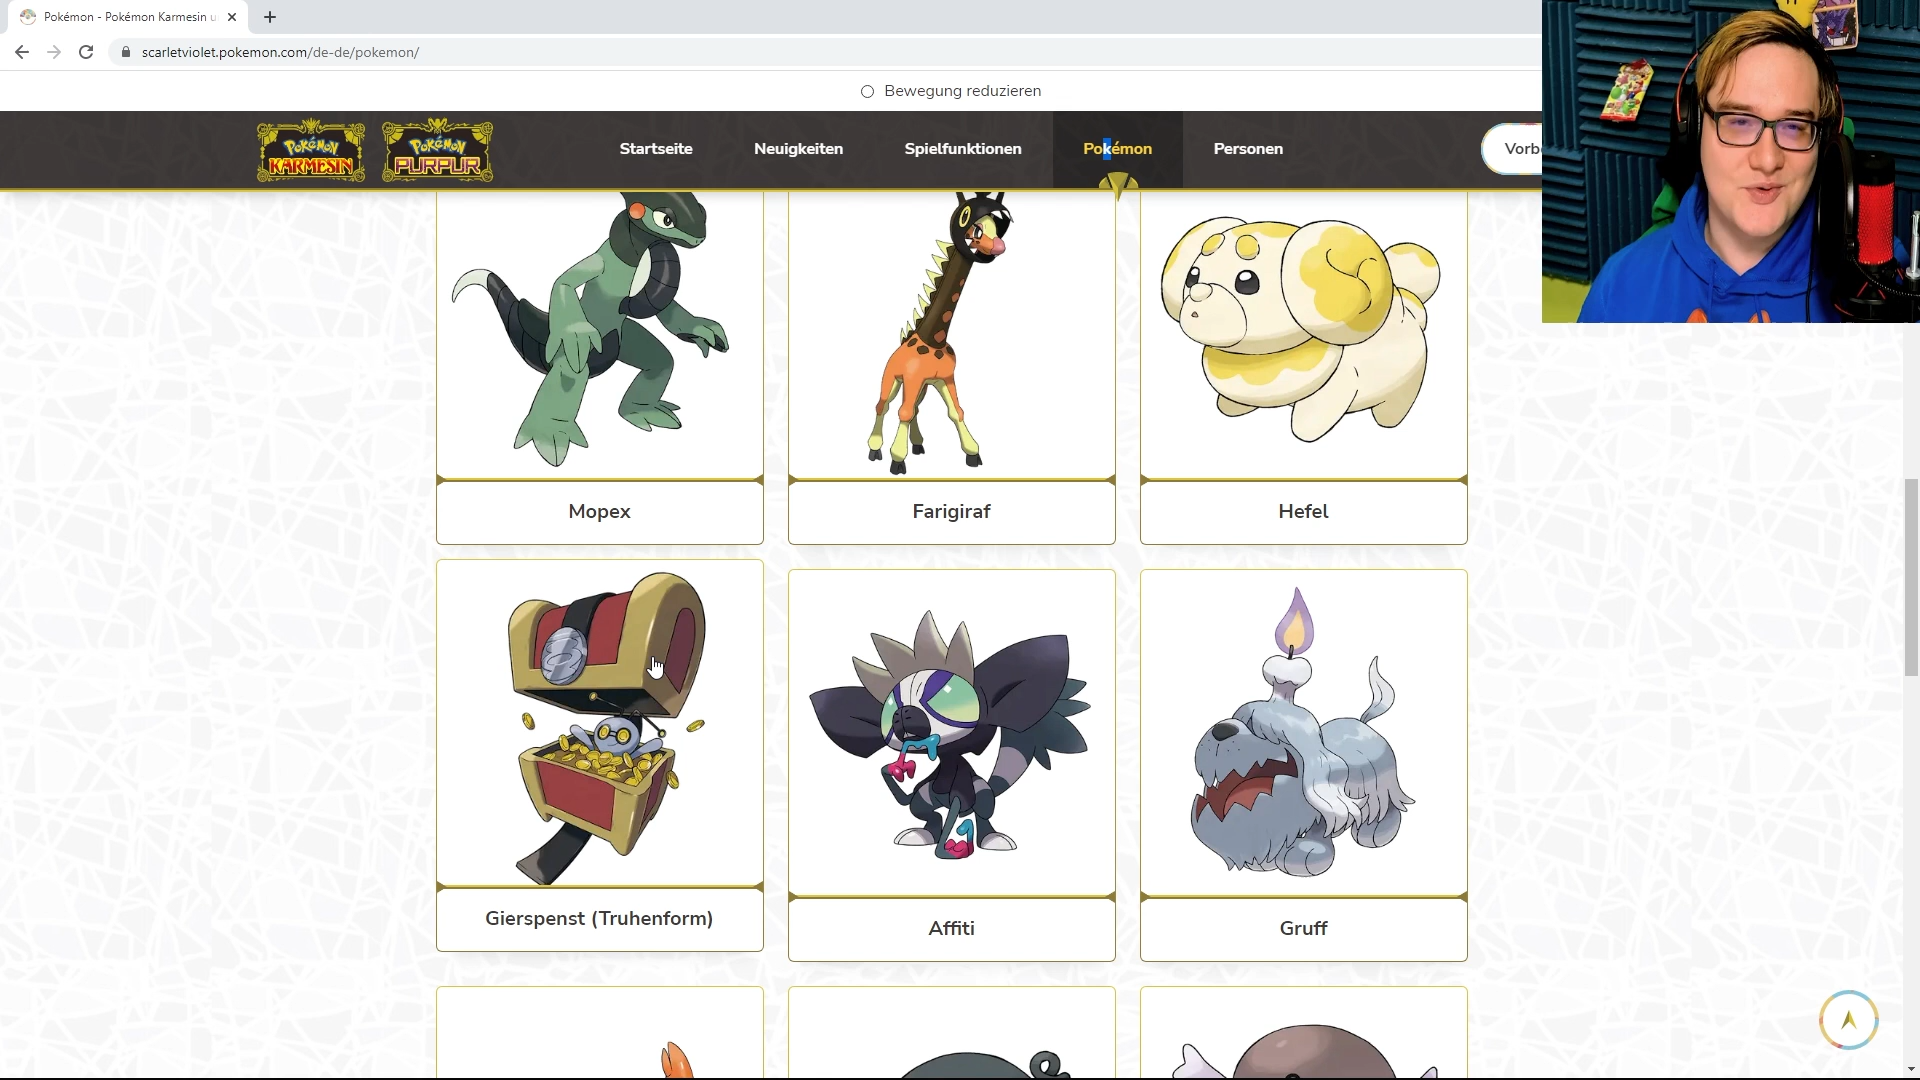 Pokémon - Pokémon Karmesin u
scarletviolet.pokemon.com/de-de/pokemon/
Bewegung reduzieren
POKÉMON KARMESIN
POKÉMON PURPUR
Startseite
Neuigkeiten
Spielfunktionen
Pokémon
Personen
Vorb
Mopex
Farigiraf
Hefel
Gierspenst (Truhenform)
Affiti
Gruff